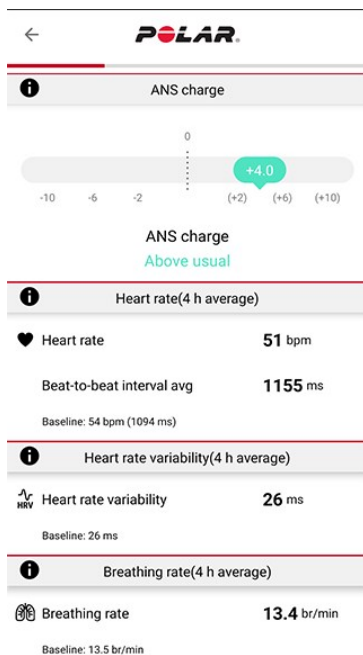 POLAR.
ANS charge
0
+4.0
-10 -6 -2 (+2) (+6) (+10)
ANS charge
Above usual
Heart rate(4 h average)
Heart rate 51 bpm
Beat-to-beat interval avg 1155 ms
Baseline: 54 bpm (1094 ms)
Heart rate variability(4 h average)
HRV Heart rate variability 26 ms
Baseline: 26 ms
Breathing rate(4 h average)
Breathing rate 13.4 br/min
Baseline: 13.5 br/min